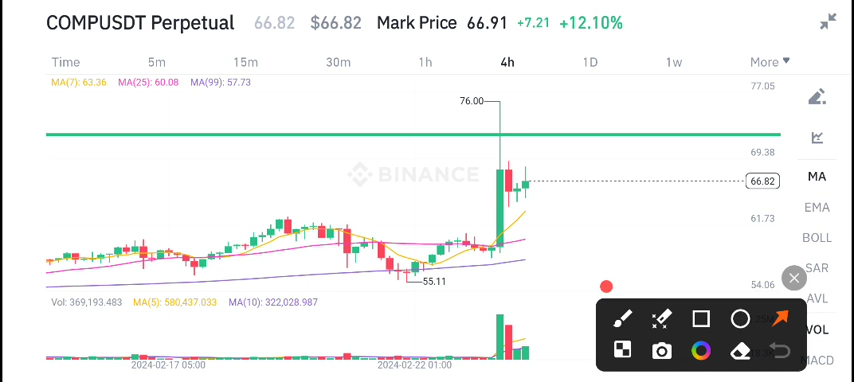 COMPUSDT Perpetual 66.82 $66.82 Mark Price 66.91 +7.21 +12.10%
Time 5m 15m 30m 1h 4h 1D 1w More
MA(7): 63.36 MA(25): 60.08 MA(99): 57.73
77.05
76.00
69.38
BINANCE
66.82
MA
EMA
61.73
BOLL
SAR
55.11
54.06
AVL
Vol: 369,193.483 MA(5): 580,437.033 MA(10): 322,028.987
VOL
MACD
2024-02-17 05:00 2024-02-22 01:00